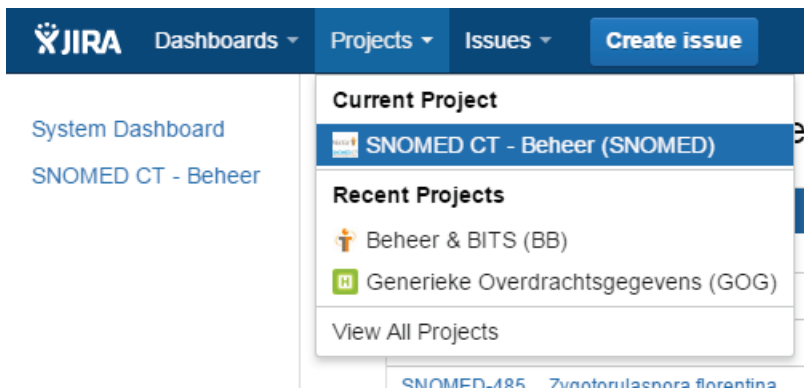 JIRA Dashboards Projects Issues Create issue
Current Project
System Dashboard
SNOMED CT - Beheer (SNOMED)
SNOMED CT - Beheer
Recent Projects
Beheer & BITS (BB)
Generieke Overdrachtsgegevens (GOG)
View All Projects
SNOMED-485 Zygotorulaspora florentina